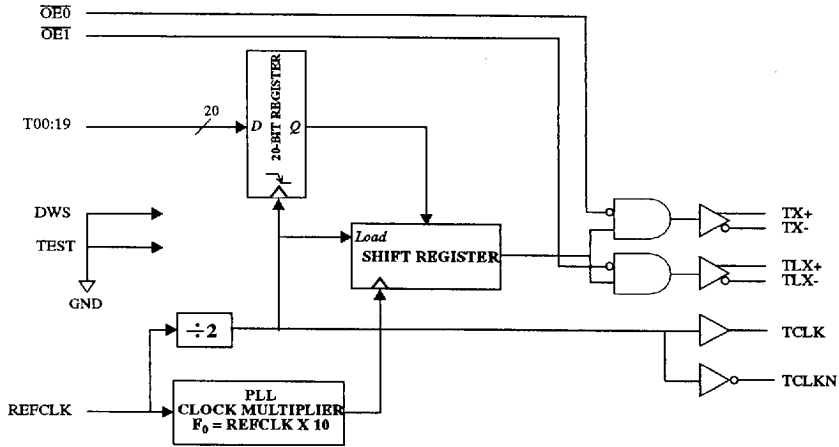 OE0
OE1
T00:19
20
D
Q
20-BIT REGISTER
DWS
TEST
GND
Load
SHIFT REGISTER
TX+
TX-
TLX+
TLX-
÷2
TCLK
TCLKN
REFCLK
PLL
CLOCK MULTIPLIER
F0 = REFCLK X 10